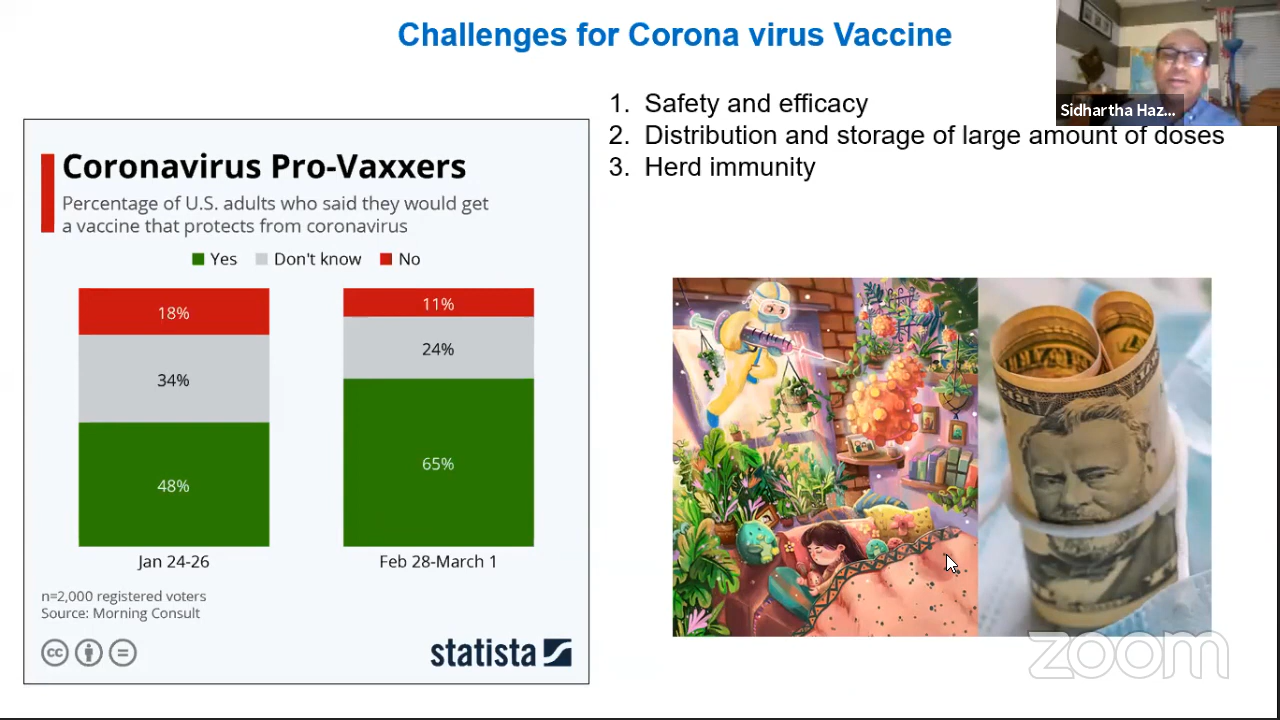 Challenges for Corona virus Vaccine
Sidhartha Haz...
1. Safety and efficacy
2. Distribution and storage of large amount of doses
3. Herd immunity
Coronavirus Pro-Vaxxers
Percentage of U.S. adults who said they would get
a vaccine that protects from coronavirus
Yes Don't know No
18% 11%
34% 24%
48% 65%
Jan 24-26 Feb 28-March 1
n=2,000 registered voters
Source: Morning Consult
cc
statista
zoom